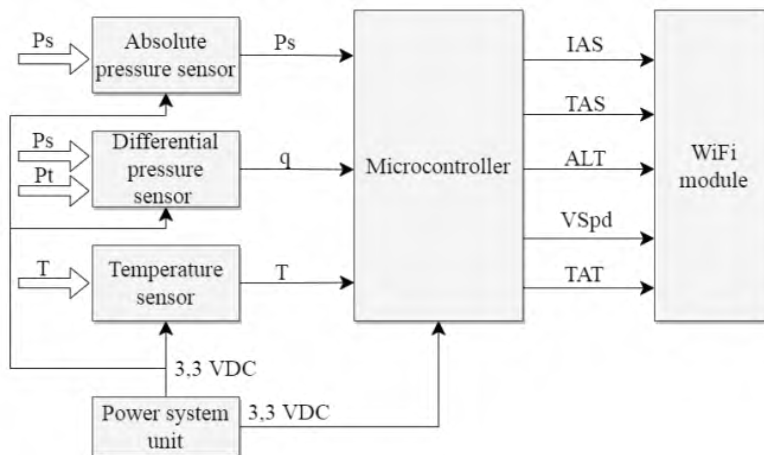 Ps
Absolute
pressure sensor
Ps
Ps
Pt
Differential
pressure
sensor
q
T
Temperature
sensor
T
3,3 VDC
Power system
unit
3,3 VDC
Microcontroller
IAS
TAS
ALT
VSpd
TAT
WiFi
module